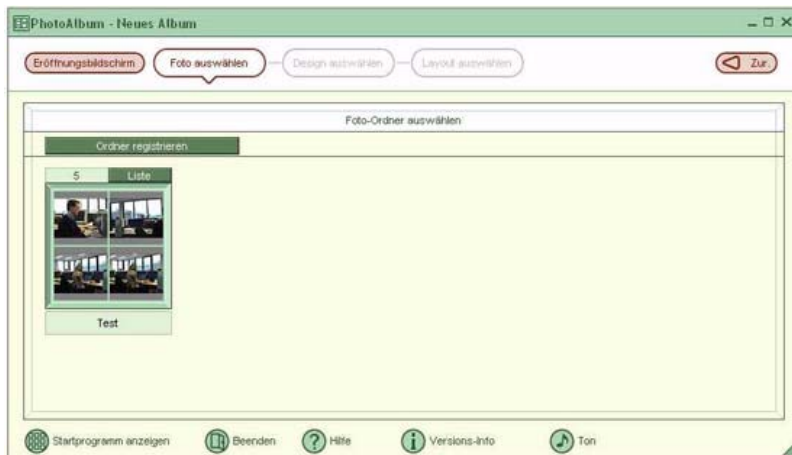 PhotoAlbum - Neues Album
Eröffnungsbildschirm
Foto auswählen
Design auswählen
Layout auswählen
Zur.
Foto-Ordner auswählen
Ordner registrieren
5
Liste
Test
Startprogramm anzeigen
Beenden
Hilfe
Versions-Info
Ton